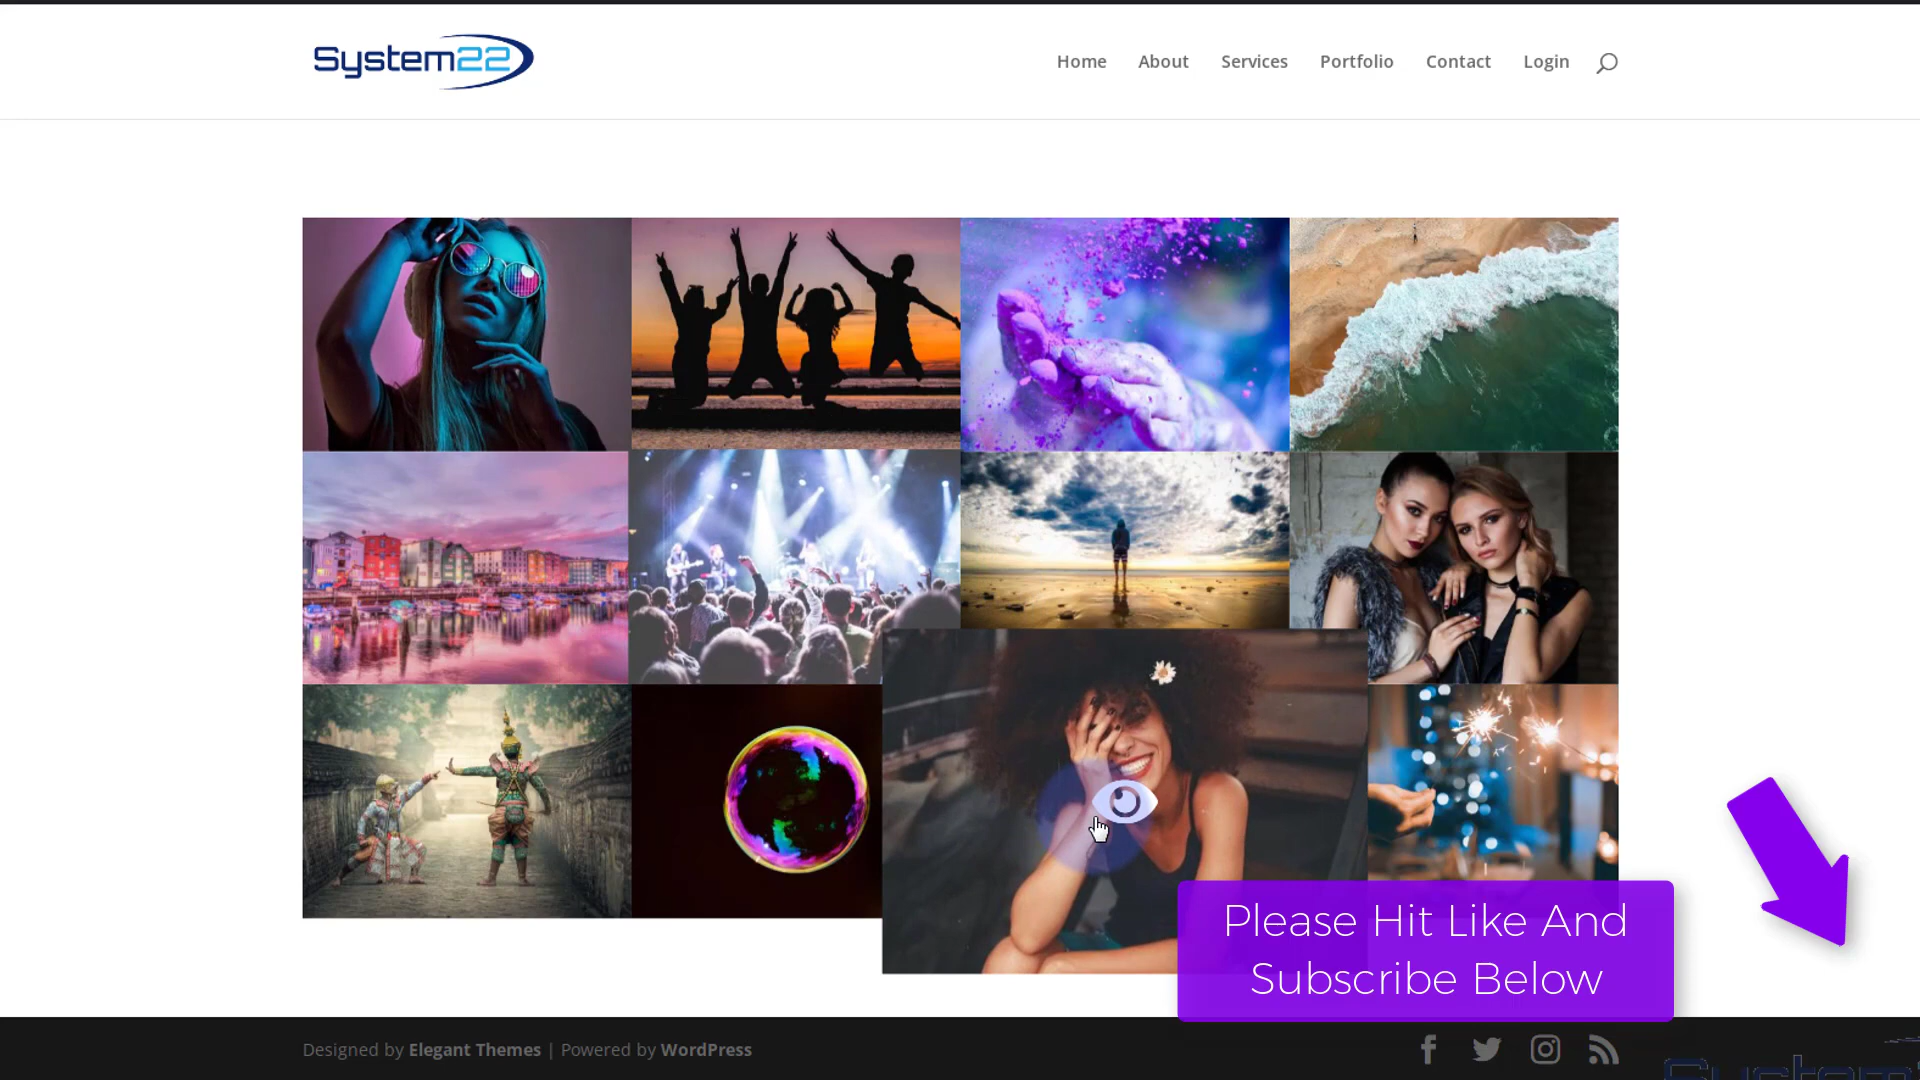 System22
Home About Services Portfolio Contact Login
Please Hit Like And
Subscribe Below
Designed by Elegant Themes | Powered by WordPress